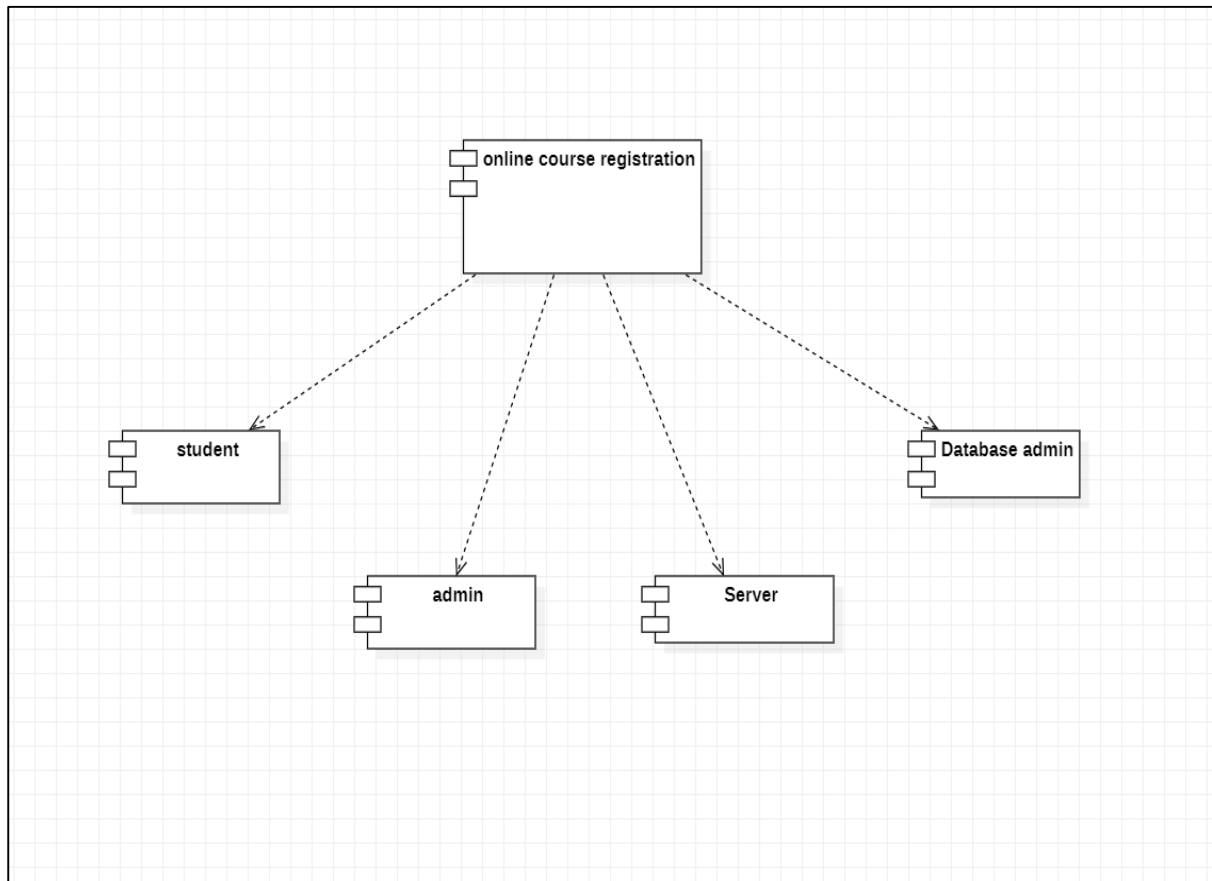 online course registration
student
Database admin
admin
Server